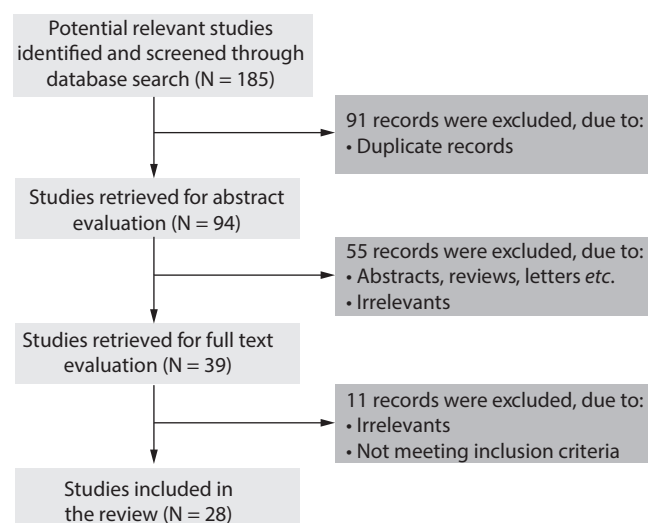 Potential relevant studies
identified and screened through
database search (N = 185)
91 records were excluded, due to:
• Duplicate records
Studies retrieved for abstract
evaluation (N = 94)
55 records were excluded, due to:
• Abstracts, reviews, letters etc.
• Irrelevants
Studies retrieved for full text
evaluation (N = 39)
11 records were excluded, due to:
• Irrelevants
• Not meeting inclusion criteria
Studies included in
the review (N = 28)